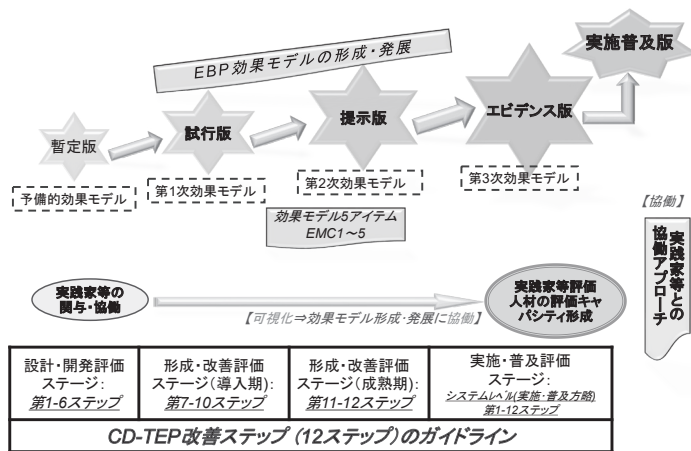 実施普及版
EBP効果モデルの形成・発展
エビデンス版
提示版
試行版
暫定版
予備的効果モデル
第1次効果モデル
第2次効果モデル
第3次効果モデル
効果モデル5アイテム
EMC1～5
【協働】
実践家等との
協働アプローチ
実践家等の
関与・協働
実践家等評価
人材の評価キャ
パシティ形成
【可視化⇒効果モデル形成・発展に協働】
設計・開発評価
ステージ:
第1-6ステップ
形成・改善評価
ステージ(導入期):
第7-10ステップ
形成・改善評価
ステージ(成熟期):
第11-12ステップ
実施・普及評価
ステージ:
システムレベル(実施・普及方略)
第1-12ステップ
CD-TEP改善ステップ (12ステップ)のガイドライン